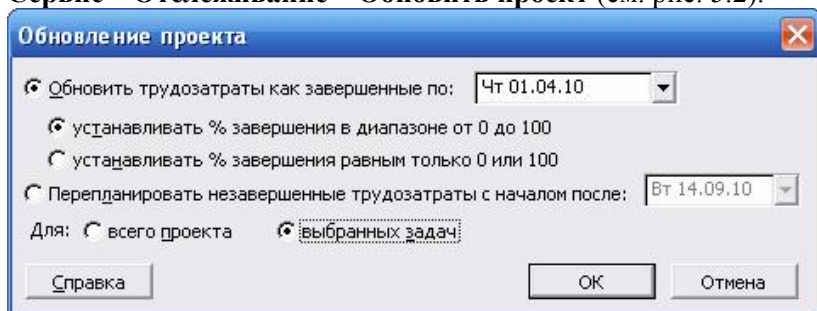 Сервис – Отслеживание – Обновить проект (см. рис. 5.2).
Обновление проекта
Обновить трудозатраты как завершенные по: Чт 01.04.10
устанавливать % завершения в диапазоне от 0 до 100
устанавливать % завершения равным только 0 или 100
Перепланировать незавершенные трудозатраты с началом после: Вт 14.09.10
Для: всего проекта выбранных задач
Справка ОК Отмена